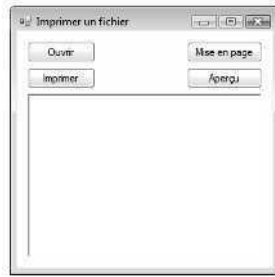 Imprimer un fichier
Ouvrir
Mise en page
Imprimer
Aperçu